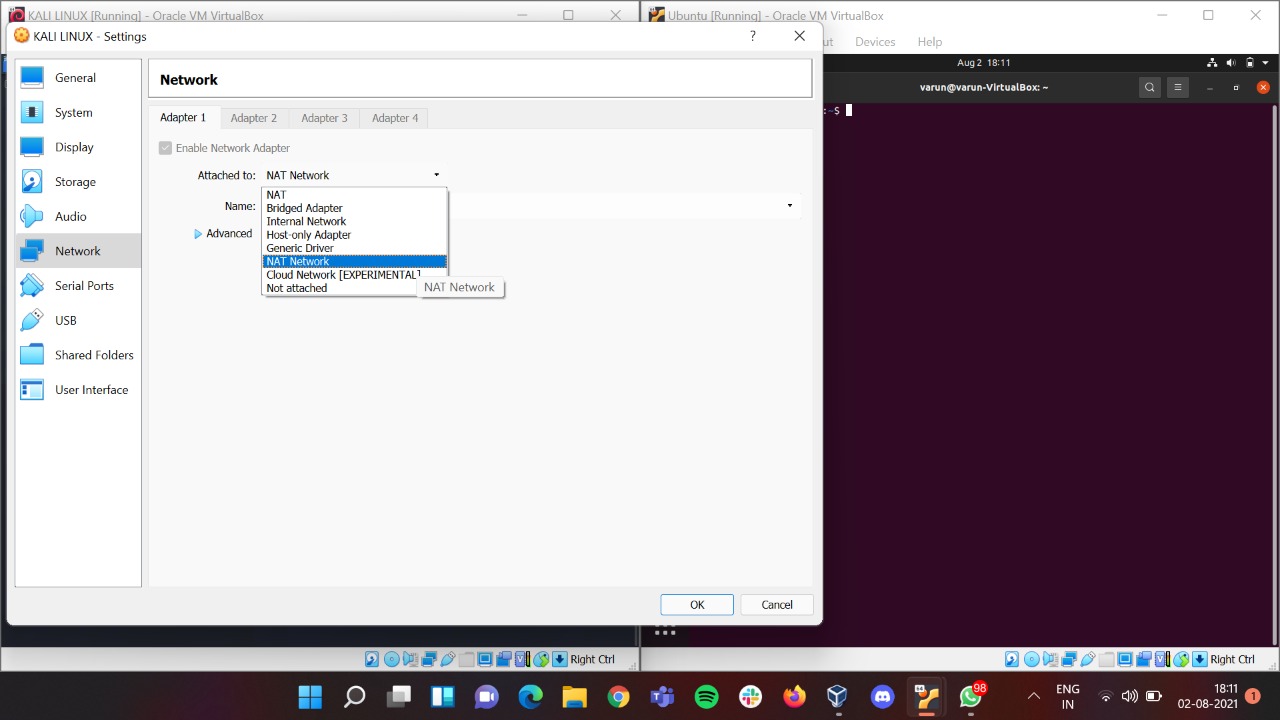 KALI LINUX [Running] - Oracle VM VirtualBox
Ubuntu [Running] - Oracle VM VirtualBox
KALI LINUX - Settings
?
ut Devices Help
Aug 2 18:11
varun@varun-VirtualBox: ~
:~$
General
System
Display
Storage
Audio
Network
Serial Ports
USB
Shared Folders
User Interface
Network
Adapter 1 Adapter 2 Adapter 3 Adapter 4
Enable Network Adapter
Attached to: NAT Network
Name:
Advanced
NAT
Bridged Adapter
Internal Network
Host-only Adapter
Generic Driver
NAT Network
Cloud Network [EXPERIMENTAL]
Not attached
NAT Network
OK Cancel
Right Ctrl
Right Ctrl
98
ENG
IN
18:11
02-08-2021
1